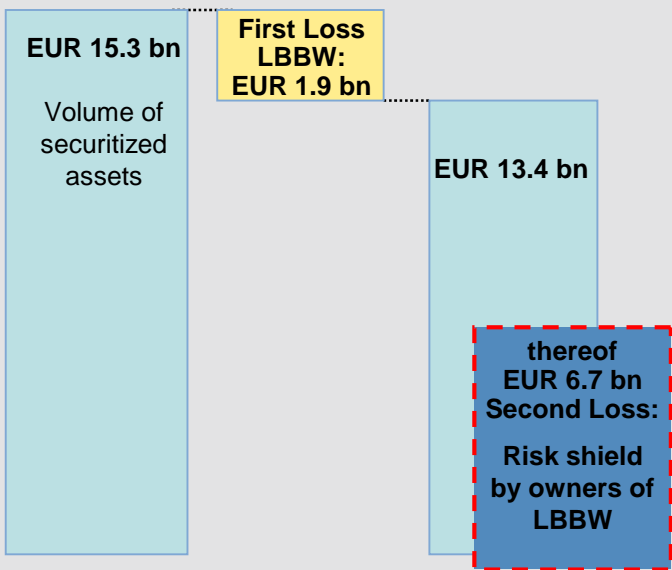 EUR 15.3 bn
Volume of
securitized
assets
First Loss
LBBW:
EUR 1.9 bn
EUR 13.4 bn
thereof
EUR 6.7 bn
Second Loss:
Risk shield
by owners of
LBBW